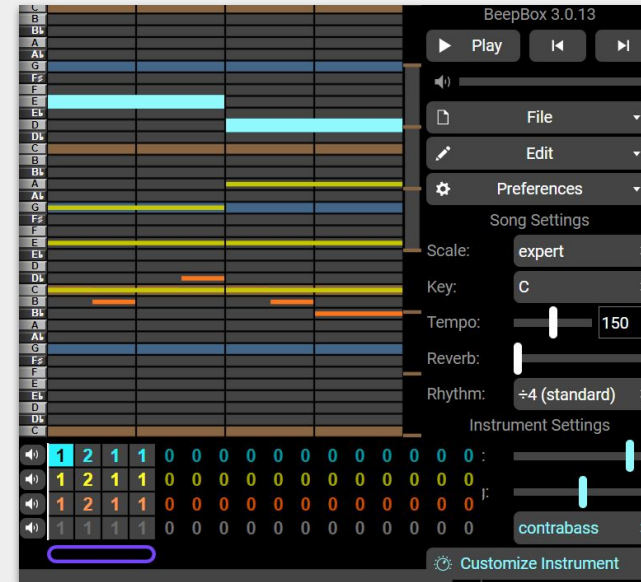 BeepBox 3.0.13
Play
File
Edit
Preferences
Song Settings
Scale: expert
Key: C
Tempo: 150
Reverb:
Rhythm: ÷4 (standard)
Instrument Settings
contrabass
Customize Instrument
C
B
B♭
A
A♭
G
F♯
F
E
E♭
D
D♭
C
B
B♭
A
A♭
G
F♯
F
E
E♭
D
D♭
C
B
B♭
A
A♭
G
F♯
F
E
E♭
D
D♭
C
1 2 1 1 0 0 0 0 0 0 0 0 0 0 0 0
1 2 1 1 0 0 0 0 0 0 0 0 0 0 0 0
1 2 1 1 0 0 0 0 0 0 0 0 0 0 0 0
1 1 1 1 0 0 0 0 0 0 0 0 0 0 0 0